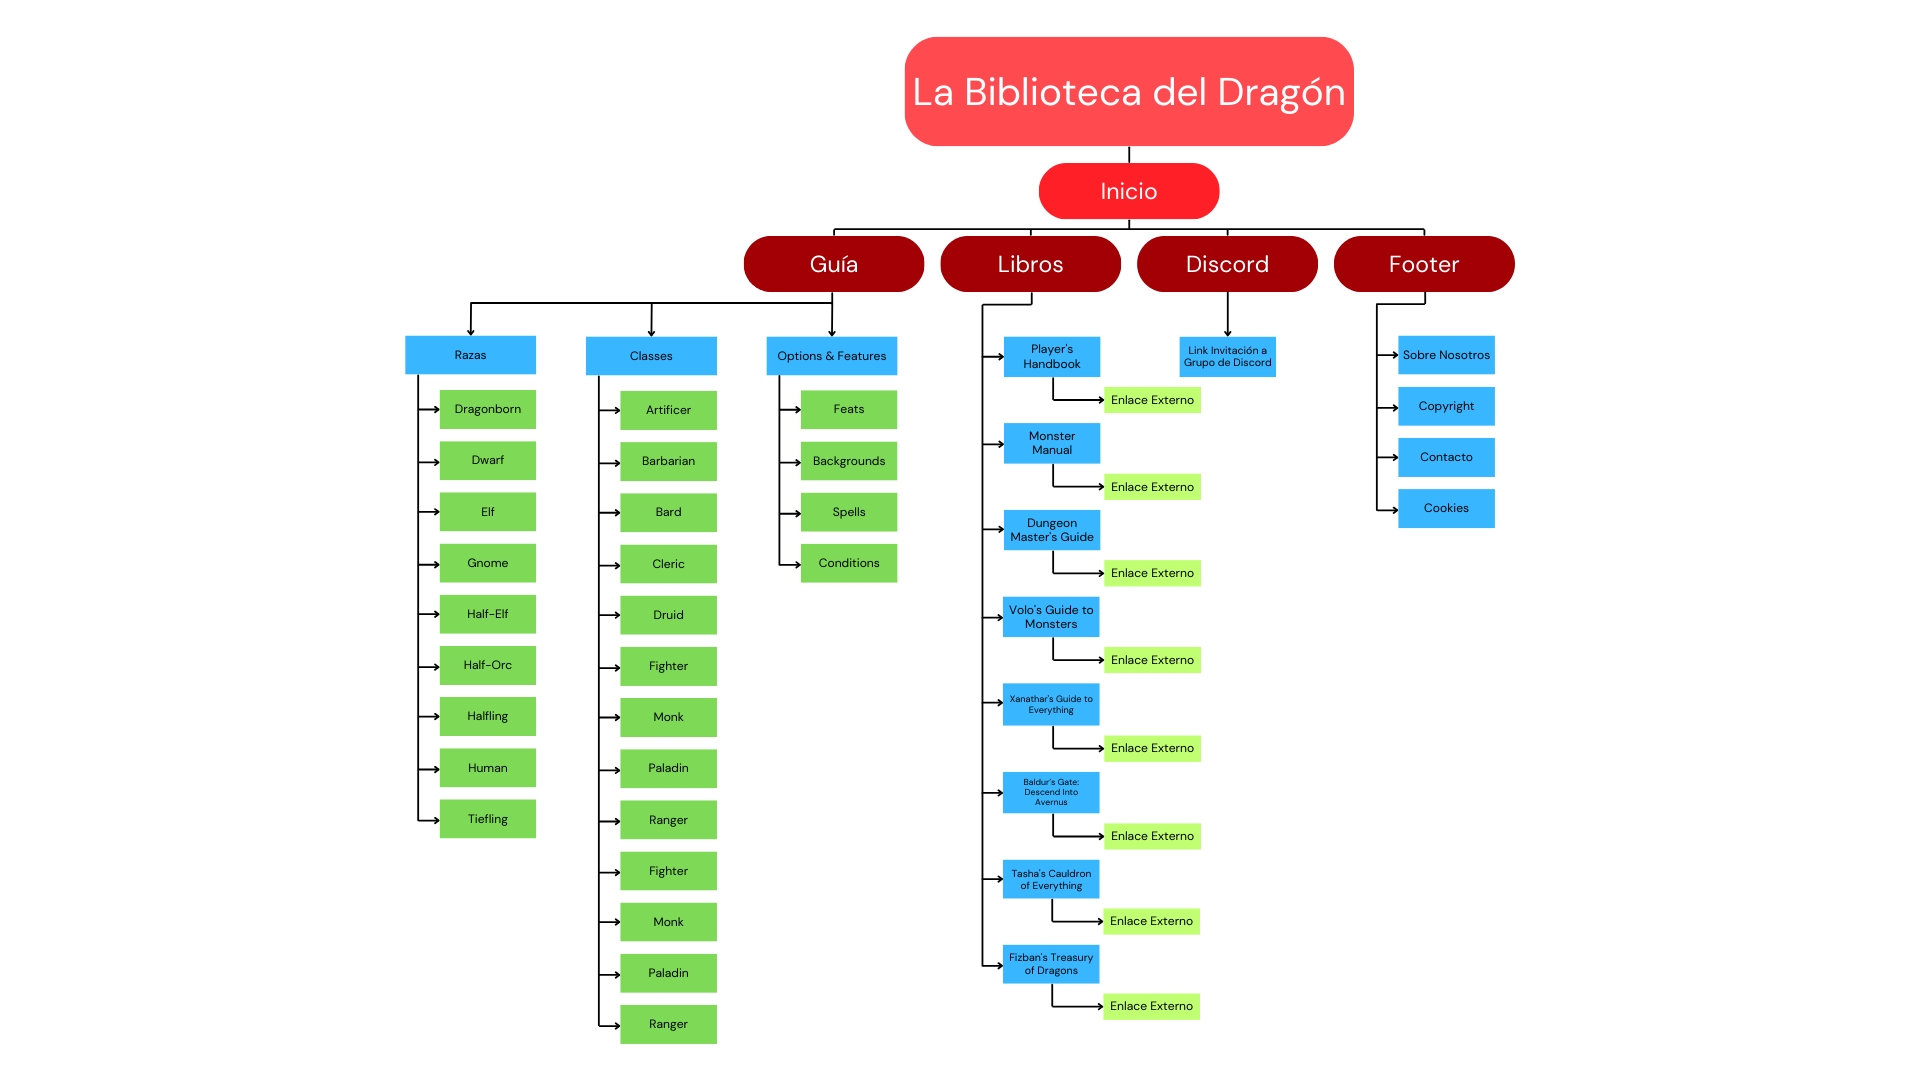 La Biblioteca del Dragón
Inicio
Guía
Libros
Discord
Footer
Razas
Dragonborn
Dwarf
Elf
Gnome
Half-Elf
Half-Orc
Halfling
Human
Tiefling
Classes
Artificer
Barbarian
Bard
Cleric
Druid
Fighter
Monk
Paladin
Ranger
Fighter
Monk
Paladin
Ranger
Options & Features
Feats
Backgrounds
Spells
Conditions
Player's
Handbook
Enlace Externo
Monster
Manual
Enlace Externo
Dungeon
Master's Guide
Enlace Externo
Volo's Guide to
Monsters
Enlace Externo
Xanathar's Guide to
Everything
Enlace Externo
Baldur's Gate:
Descend Into
Avernus
Enlace Externo
Tasha's Cauldron
of Everything
Enlace Externo
Fizban's Treasury
of Dragons
Enlace Externo
Link Invitación a
Grupo de Discord
Sobre Nosotros
Copyright
Contacto
Cookies